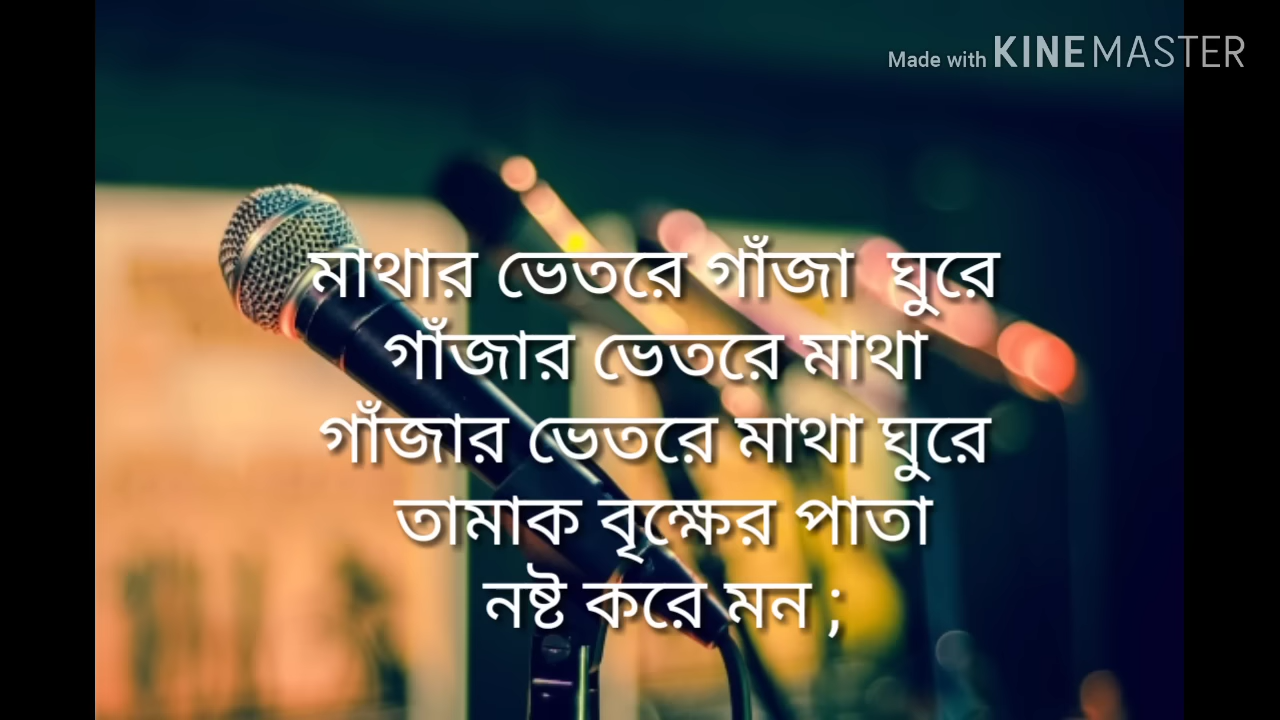 Made with KINEMASTER
মাথার ভেতরে গাঁজা ঘুরে
গাঁজার ভেতরে মাথা
গাঁজার ভেতরে মাথা ঘুরে
তামাক বৃক্ষের পাতা
নষ্ট করে মন ;